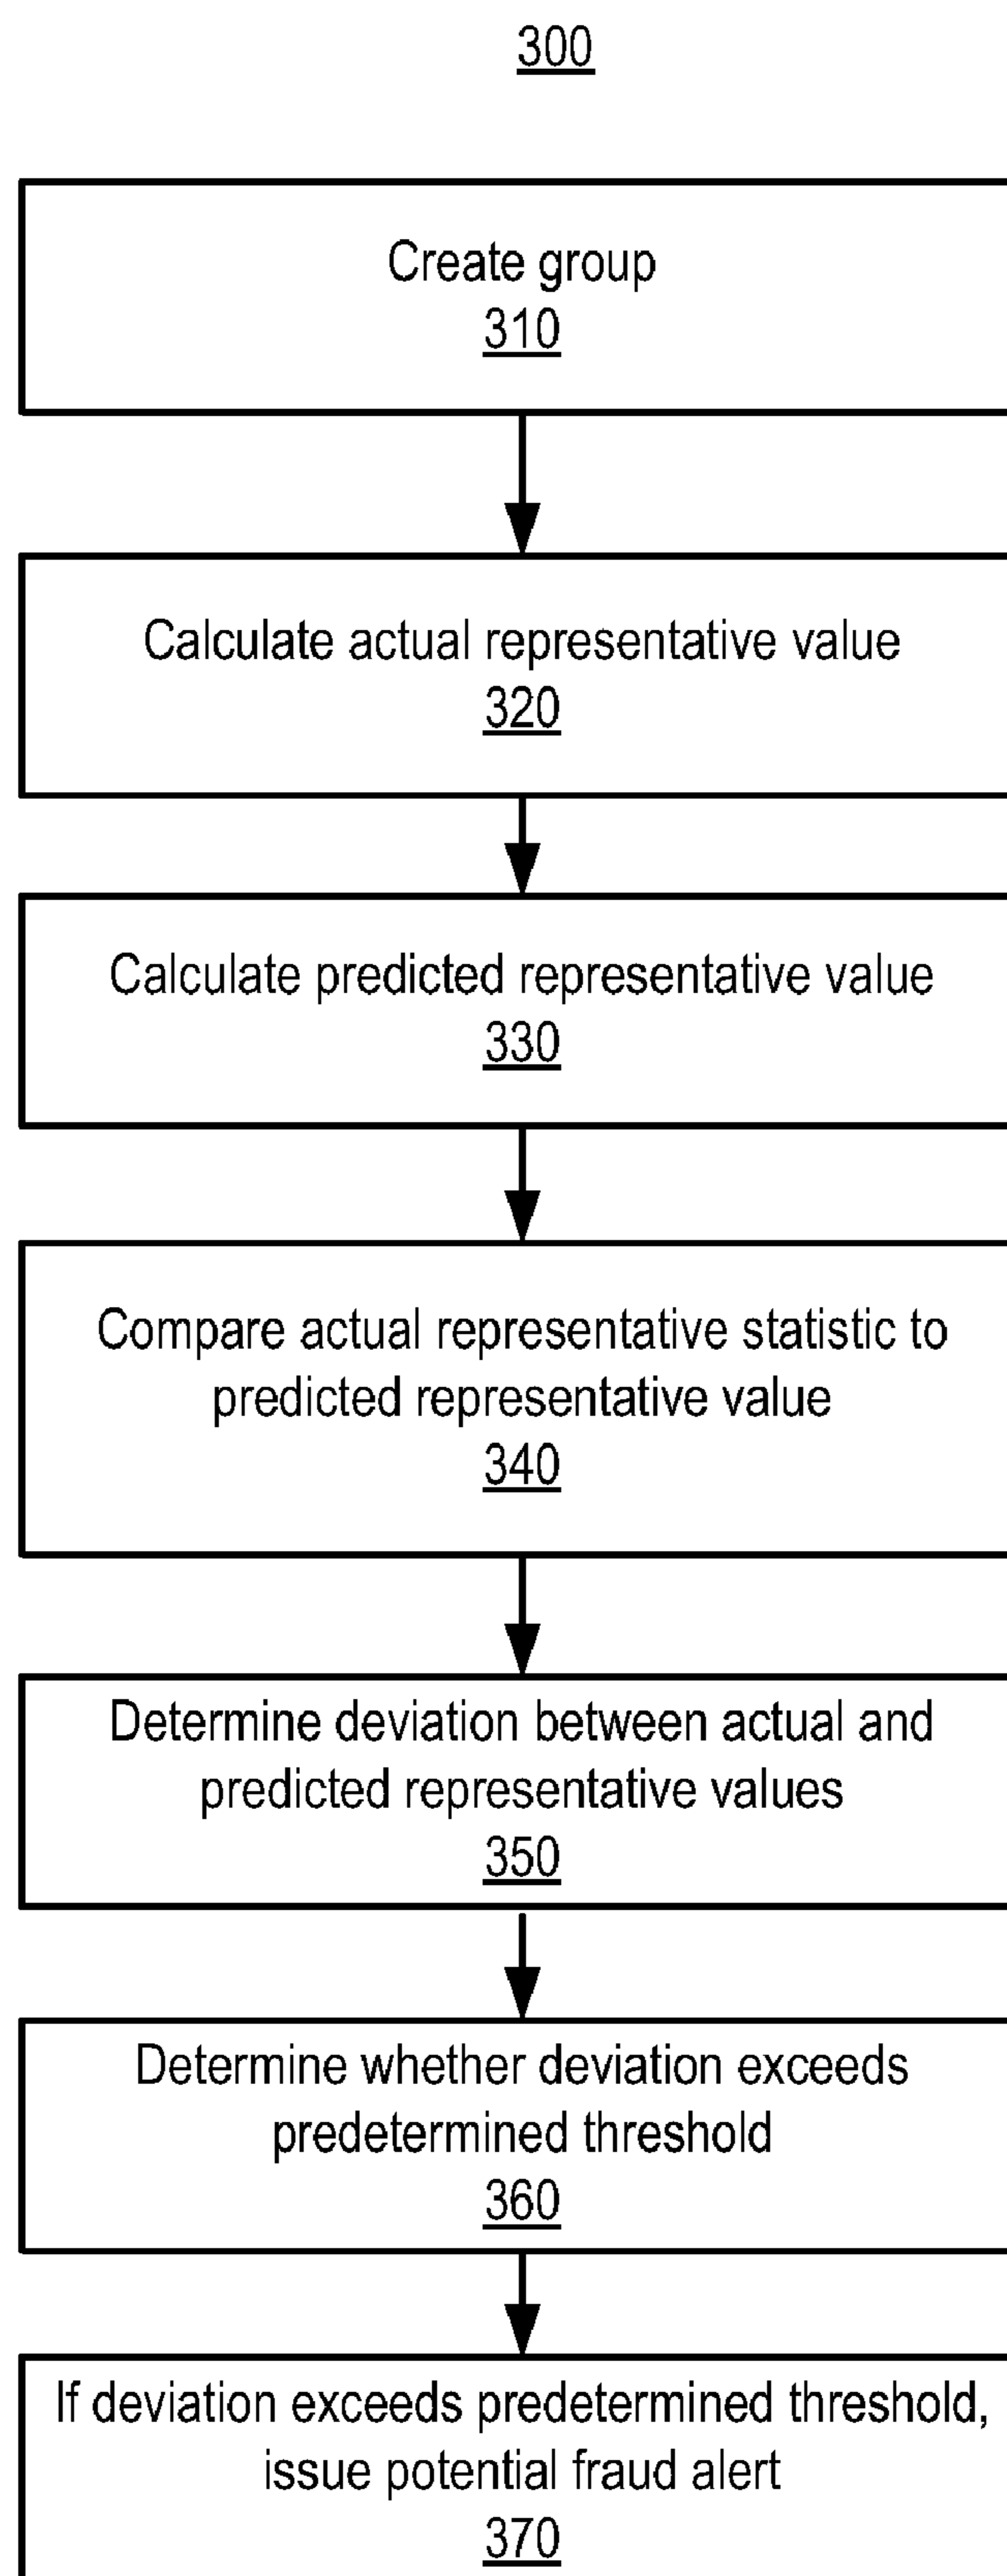 300
Create group
310
Calculate actual representative value
320
Calculate predicted representative value
330
Compare actual representative statistic to
predicted representative value
340
Determine deviation between actual and
predicted representative values
350
Determine whether deviation exceeds
predetermined threshold
360
If deviation exceeds predetermined threshold,
issue potential fraud alert
370